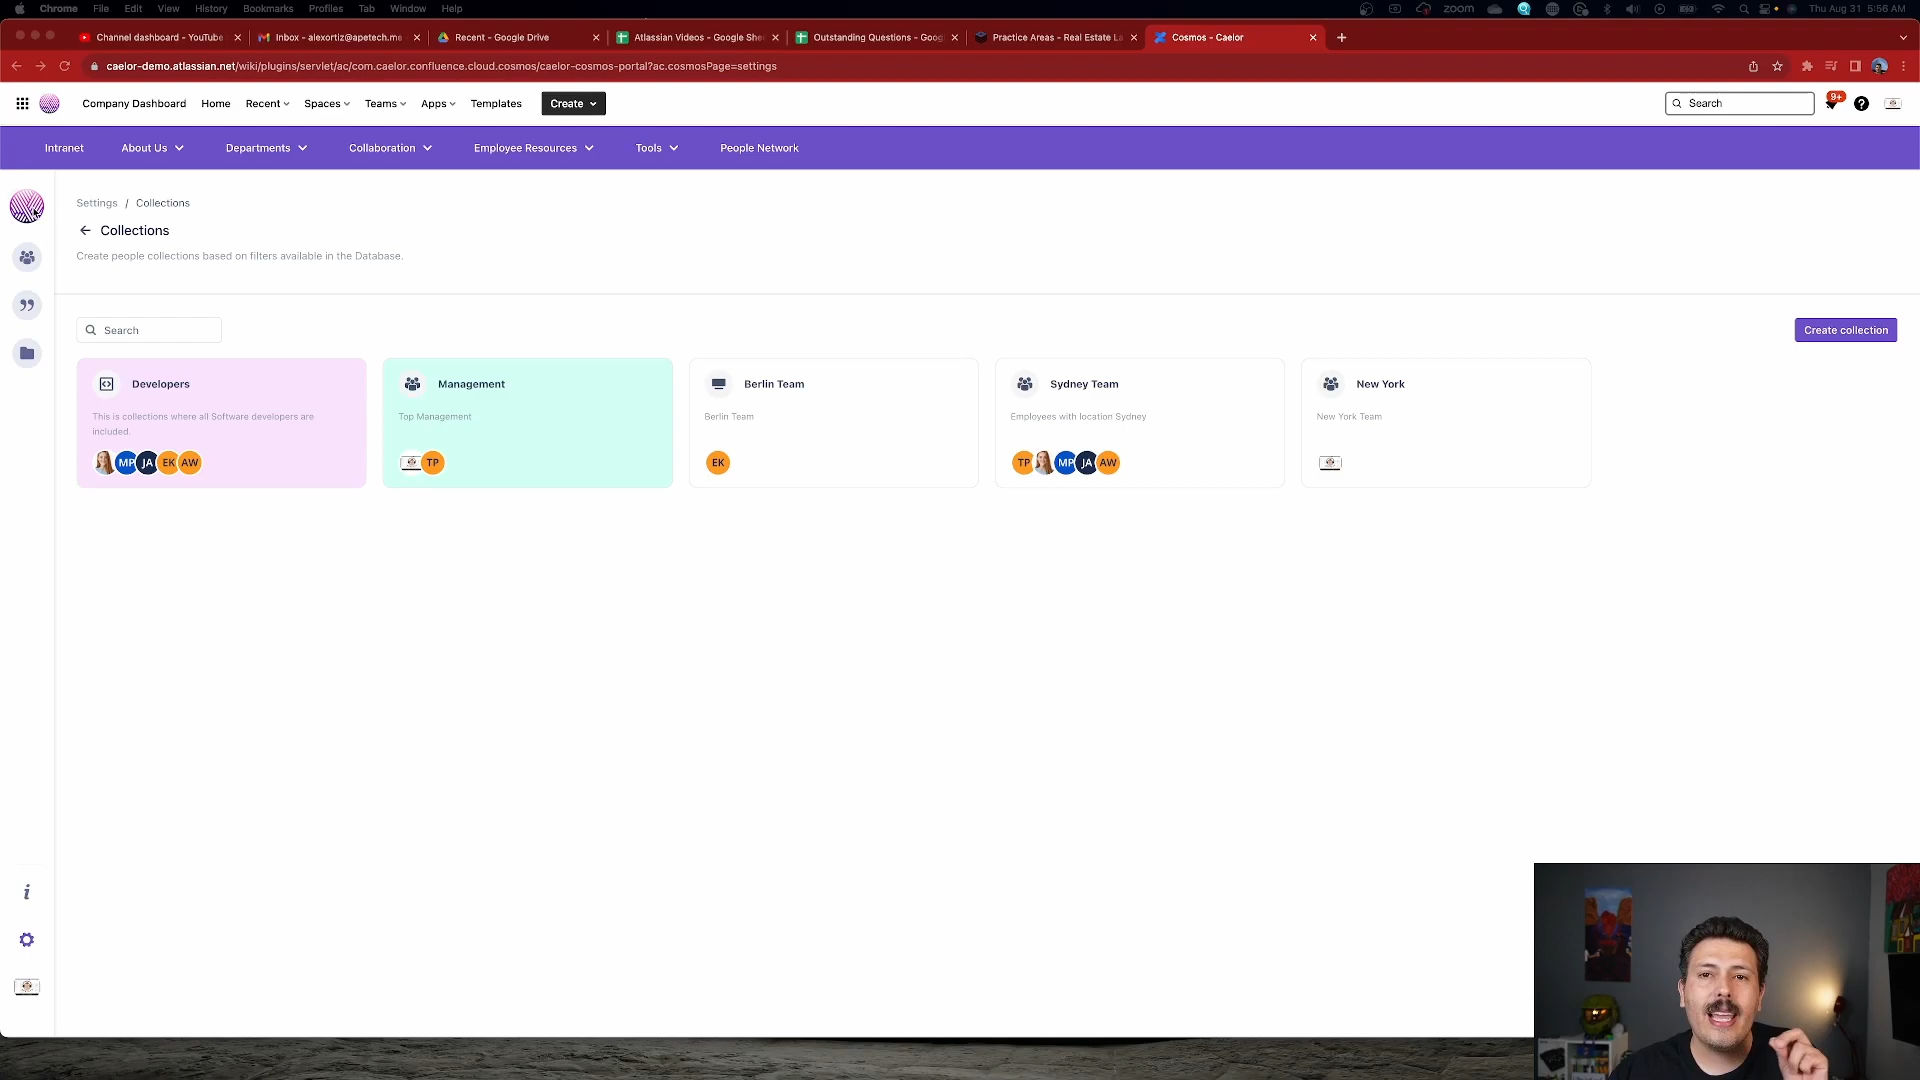 Chrome File Edit View History Bookmarks Profiles Tab Window Help zoom Thu Aug 31 5:56 AM
Channel dashboard - YouTube Inbox - alexortiz@apetech.me Recent - Google Drive Atlassian Videos - Google She Outstanding Questions - Goog Practice Areas - Real Estate La Cosmos - Caelor
caelor-demo.atlassian.net/wiki/plugins/servlet/ac/com.caelor.confluence.cloud.cosmos/caelor-cosmos-portal?ac.cosmosPage=settings
Company Dashboard Home Recent Spaces Teams Apps Templates Create Search 9+
Intranet About Us Departments Collaboration Employee Resources Tools People Network
Settings / Collections
Collections
Create people collections based on filters available in the Database.
Search Create collection
Developers
This is collections where all Software developers are
included.
MP JA EK AW
Management
Top Management
TP
Berlin Team
Berlin Team
EK
Sydney Team
Employees with location Sydney
TP MP JA AW
New York
New York Team